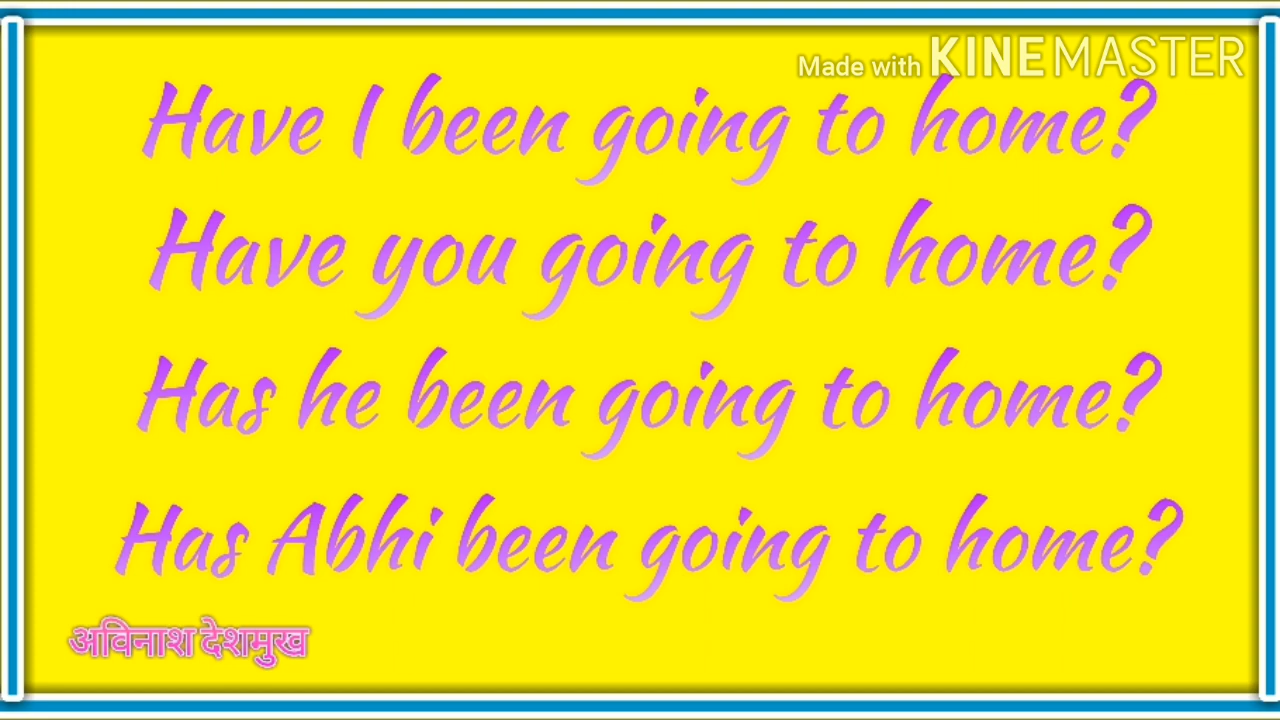 Made with KINEMASTER
Have I been going to home?
Have you going to home?
Has he been going to home?
Has Abhi been going to home?
अविनाश देशमुख